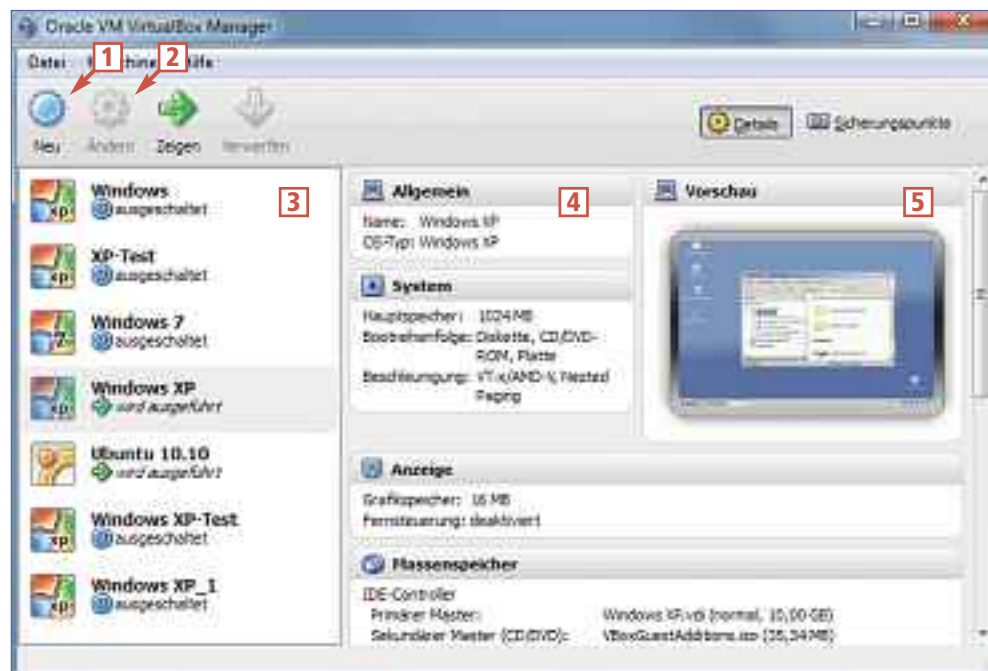 Oracle VM VirtualBox Manager
Datei
1
2
Neu
Ändern
Zeigen
Verwerfen
Details
Sicherungspunkte
Windows
ausgeschaltet
3
XP-Test
ausgeschaltet
Windows 7
ausgeschaltet
Windows XP
wird ausgeführt
Ubuntu 10.10
wird ausgeführt
Windows XP-Test
ausgeschaltet
Windows XP_1
ausgeschaltet
Allgemein
4
Name: Windows XP
OS-Typ: Windows XP
System
Hauptspeicher: 1024 MB
Bootreihenfolge: Diskette, CD/DVD-
ROM, Platte
Beschleunigung: VT-x/AMD-V, Nested
Paging
Vorschau
5
Anzeige
Grafikspeicher: 16 MB
Fernsteuerung: deaktiviert
Massenspeicher
IDE-Controller
Primärer Master: Windows XP.vdi (normal, 10,00 GB)
Sekundärer Master (CD/DVD): VBoxGuestAdditions.iso (35,34 MB)